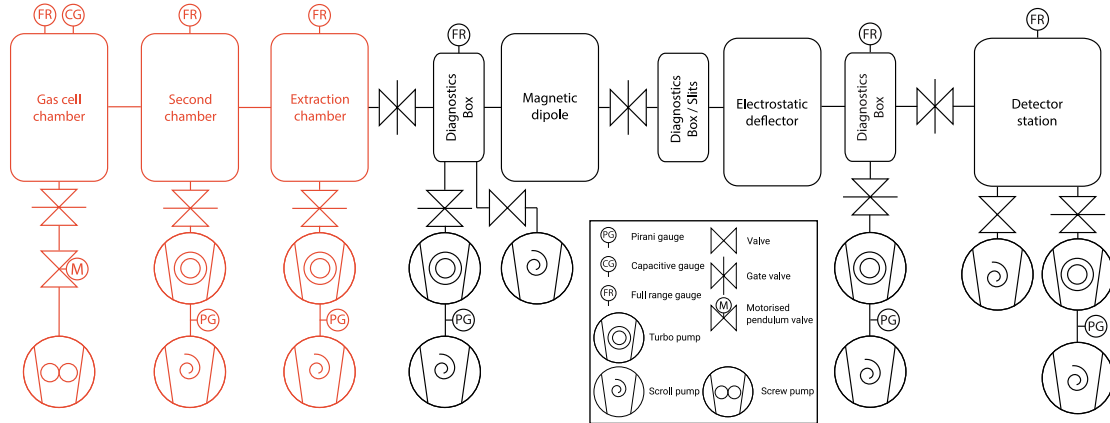 FR
CG
FR
FR
FR
FR
FR
Gas cell
chamber
Second
chamber
Extraction
chamber
Diagnostics
Box
Magnetic
dipole
Diagnostics
Box / Slits
Electrostatic
deflector
Diagnostics
Box
Detector
station
M
PG
PG
PG
PG
PG
PG Pirani gauge
Valve
CG Capacitive gauge
Gate valve
FR Full range gauge
M Motorised
pendulum valve
Turbo pump
Scroll pump
Screw pump